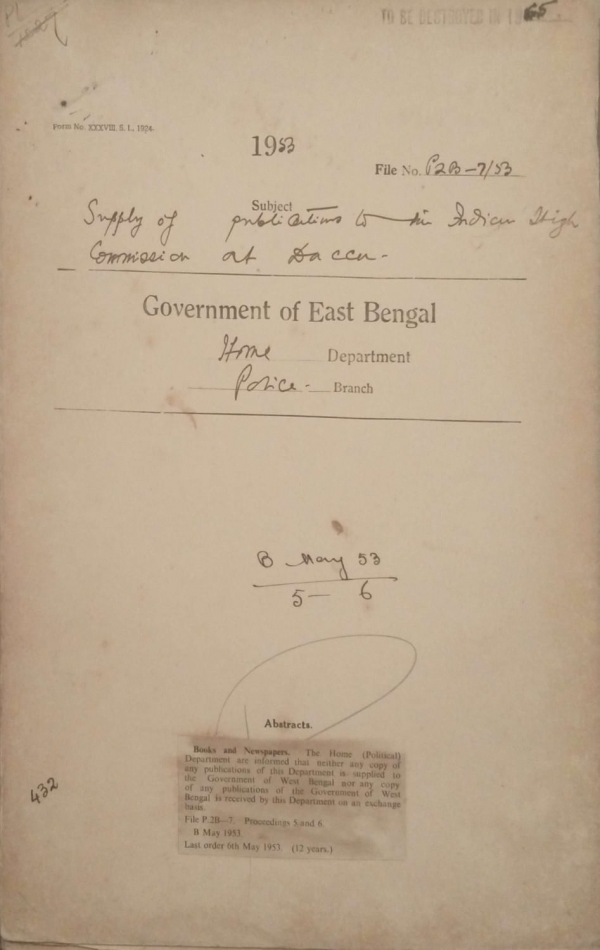 TO BE DESTROYED IN 1965.
Form No. XXXVIII. S. I., 1924.
1953
File No. P2B-7/53
Subject
Supply of publications to the Indian High
Commission at Dacca-
Government of East Bengal
Home Department
Police- Branch
B May 53
5- 6
Abstracts.
Books and Newspapers. The Home (Political)
Department are informed that neither any copy of
any publications of this Department is supplied to
the Government of West Bengal nor any copy
of any publications of the Government of West
Bengal is received by this Department on an exchange
basis.
File P.2B—7. Proceedings 5 and 6.
B May 1953.
Last order 6th May 1953. (12 years.)
432